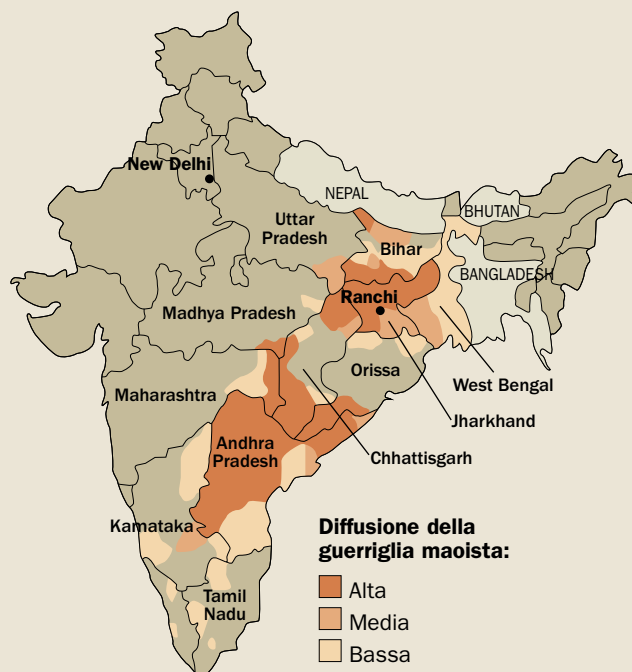 New Delhi
NEPAL
BHUTAN
Uttar
Pradesh
Bihar
BANGLADESH
Ranchi
Madhya Pradesh
Orissa
West Bengal
Maharashtra
Jharkhand
Andhra
Pradesh
Chhattisgarh
Kamataka
Tamil
Nadu
Diffusione della
guerriglia maoista:
Alta
Media
Bassa